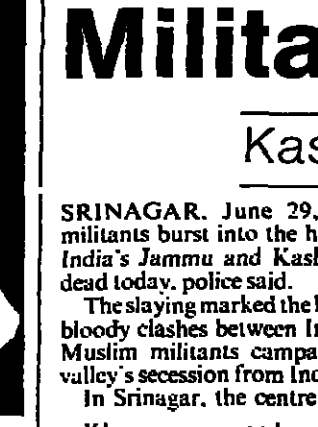 Milita
Kas
SRINAGAR. June 29,
militants burst into the h
India's Jammu and Kash
dead today, police said.
The slaying marked the
bloody clashes between In
Muslim militants campa
valley's secession from Ind
In Srinagar, the centre